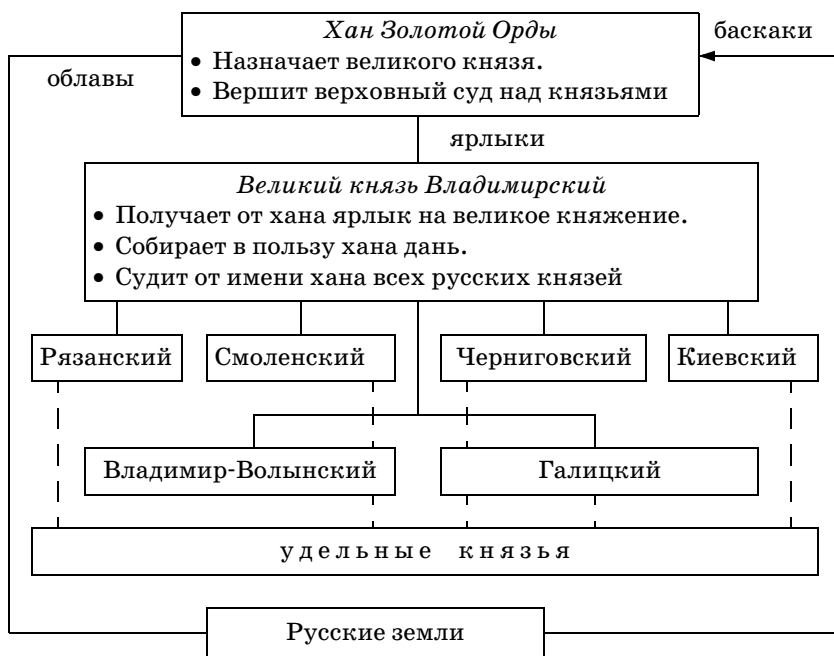 Хан Золотой Орды
баскаки
• Назначает великого князя.
облавы
• Вершит верховный суд над князьями
ярлыки
Великий князь Владимирский
• Получает от хана ярлык на великое княжение.
• Собирает в пользу хана дань.
• Судит от имени хана всех русских князей
Рязанский
Смоленский
Черниговский
Киевский
Владимир-Волынский
Галицкий
удельные князья
Русские земли